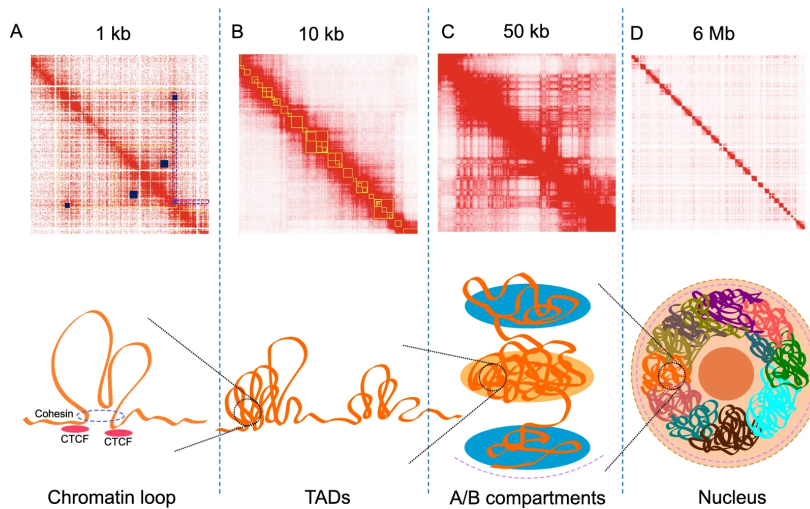 A
1 kb
B
10 kb
C
50 kb
D
6 Mb
Cohesin
CTCF
CTCF
Chromatin loop
TADs
A/B compartments
Nucleus